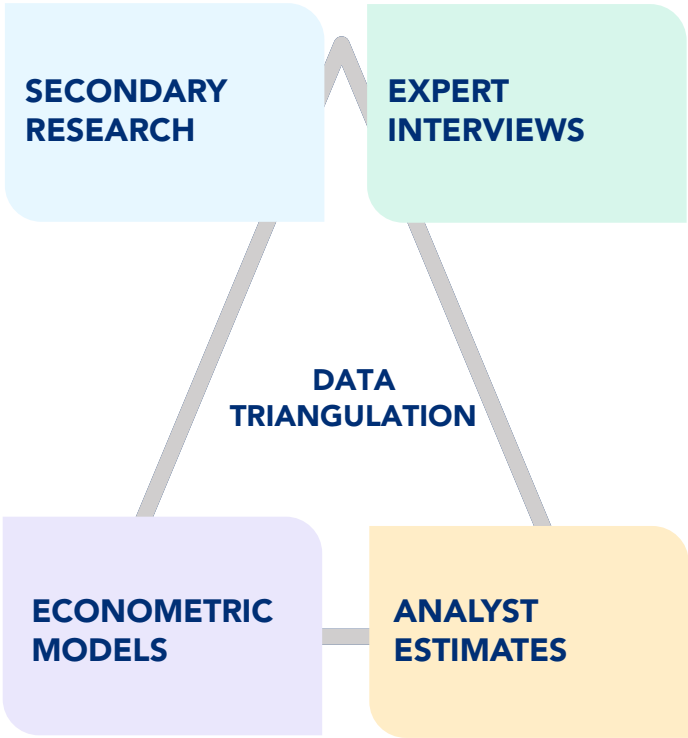 SECONDARY
RESEARCH
EXPERT
INTERVIEWS
DATA
TRIANGULATION
ECONOMETRIC
MODELS
ANALYST
ESTIMATES